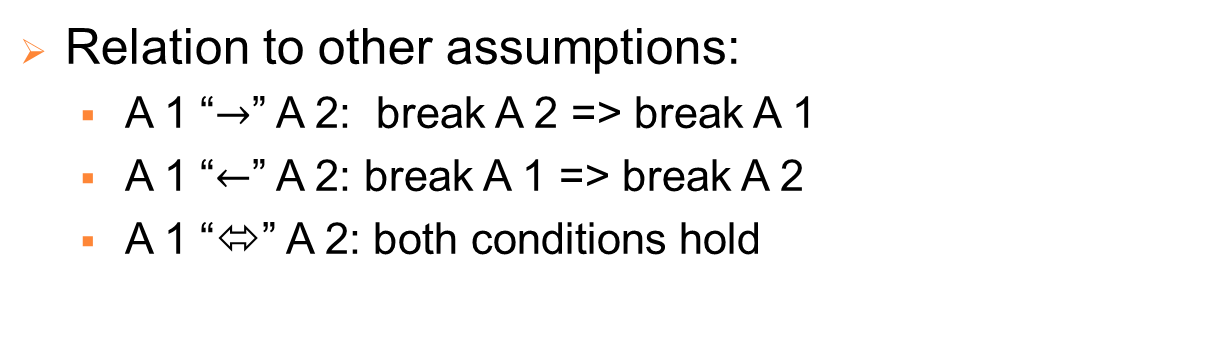 ➢ Relation to other assumptions:
▪ A 1 “→” A 2: break A 2 => break A 1
▪ A 1 “←” A 2: break A 1 => break A 2
▪ A 1 “⬄” A 2: both conditions hold